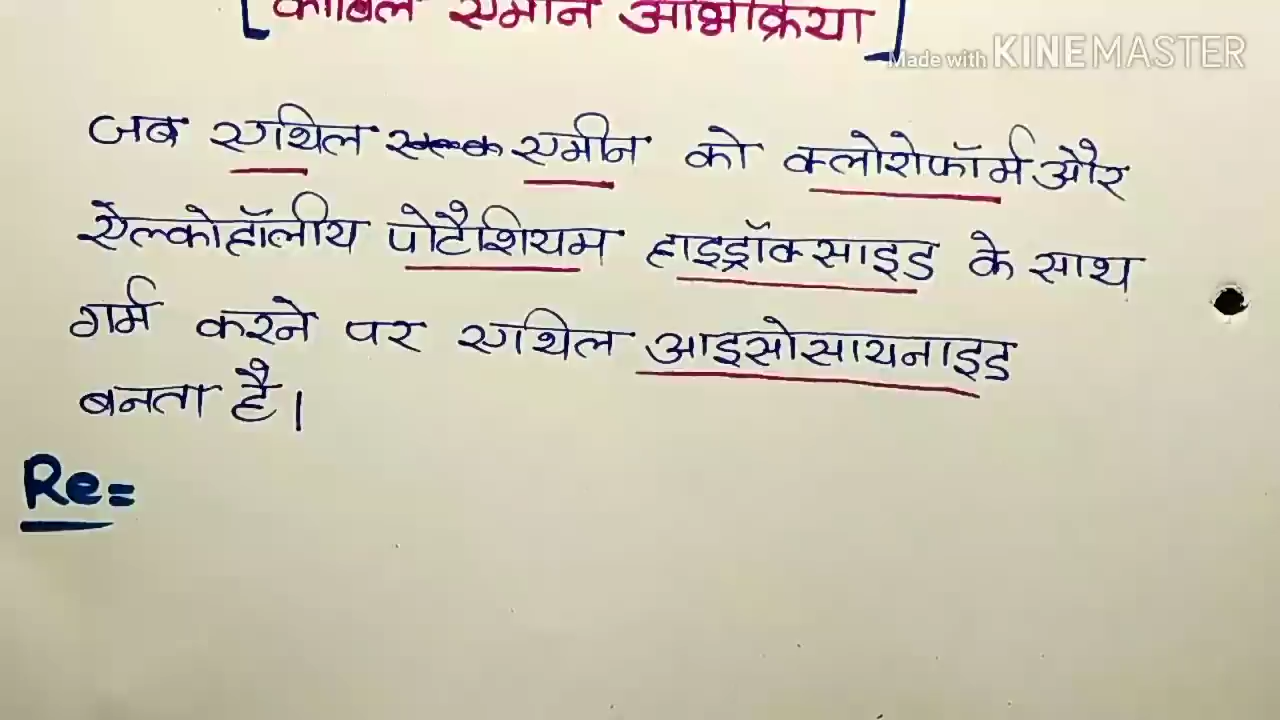 [कार्बिल एमीन अभिक्रिया]
Made with KINEMASTER
जब एथिल एमीन को क्लोरोफॉर्म और
ऐल्कोहॉलीय पोटैशियम हाइड्रॉक्साइड के साथ
गर्म करने पर एथिल आइसोसायनाइड
बनता है।
Re=